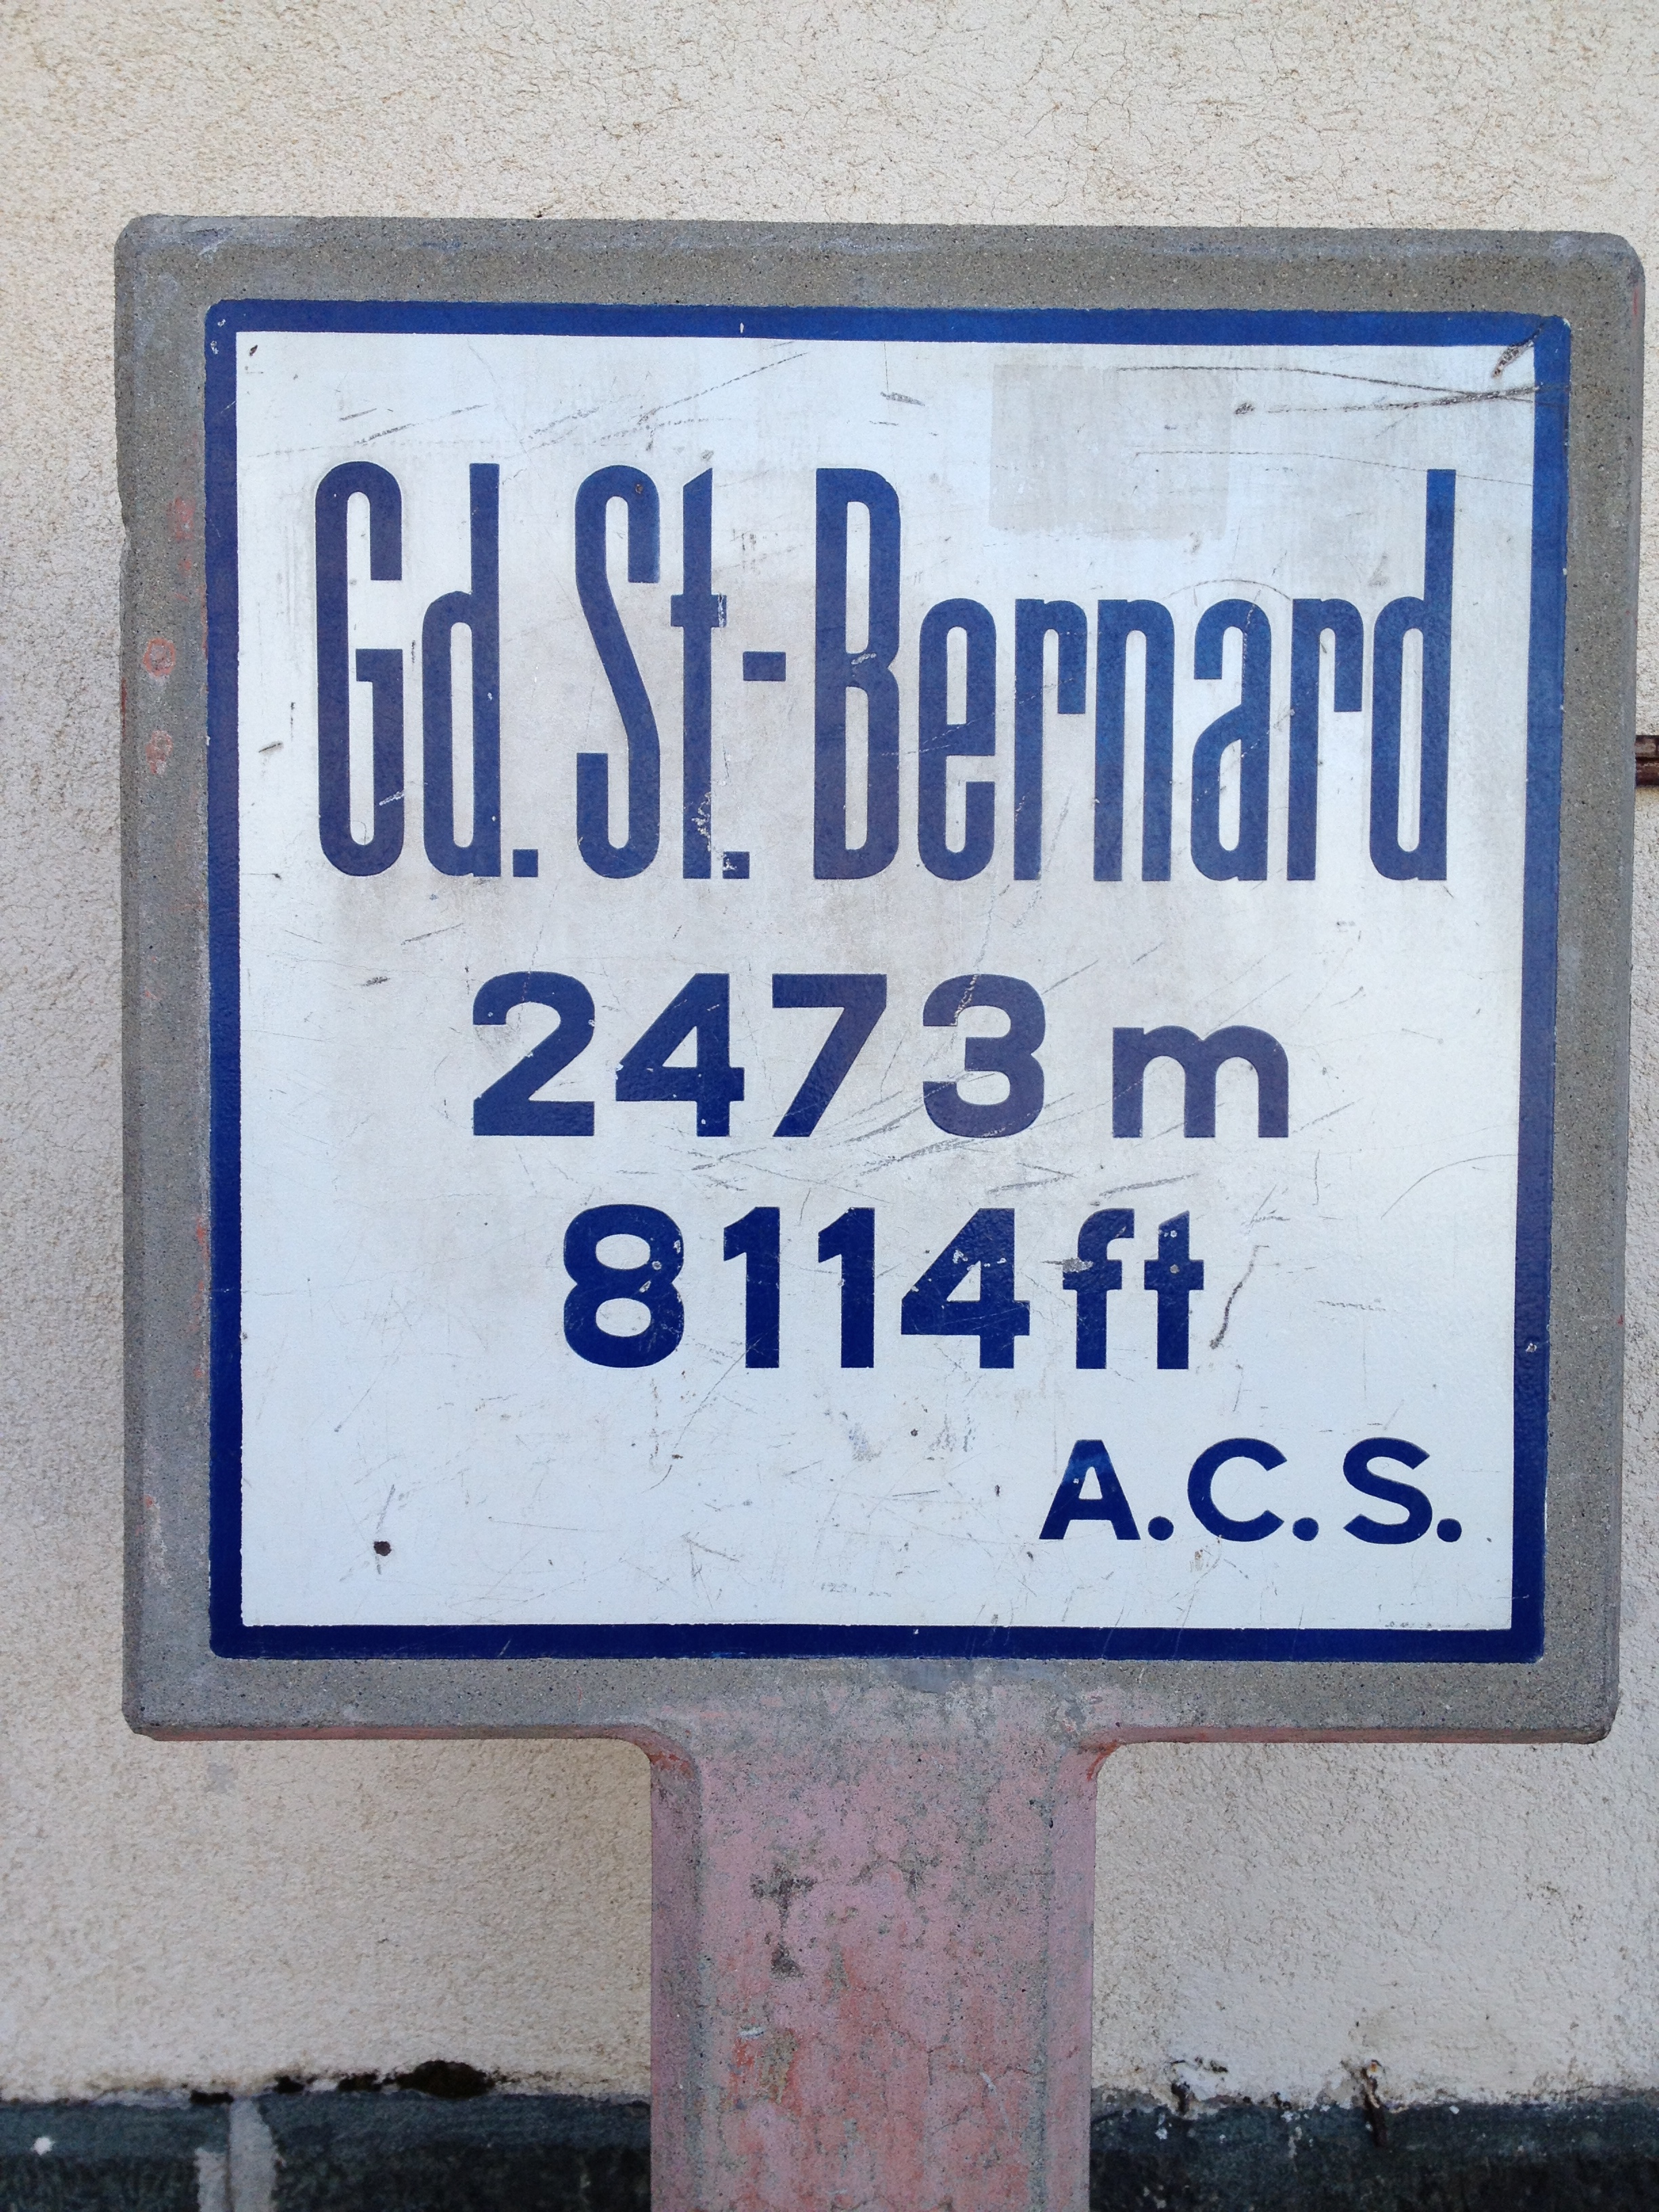 Gd. St.-Bernard
2473 m
8114 ft
A.C.S.